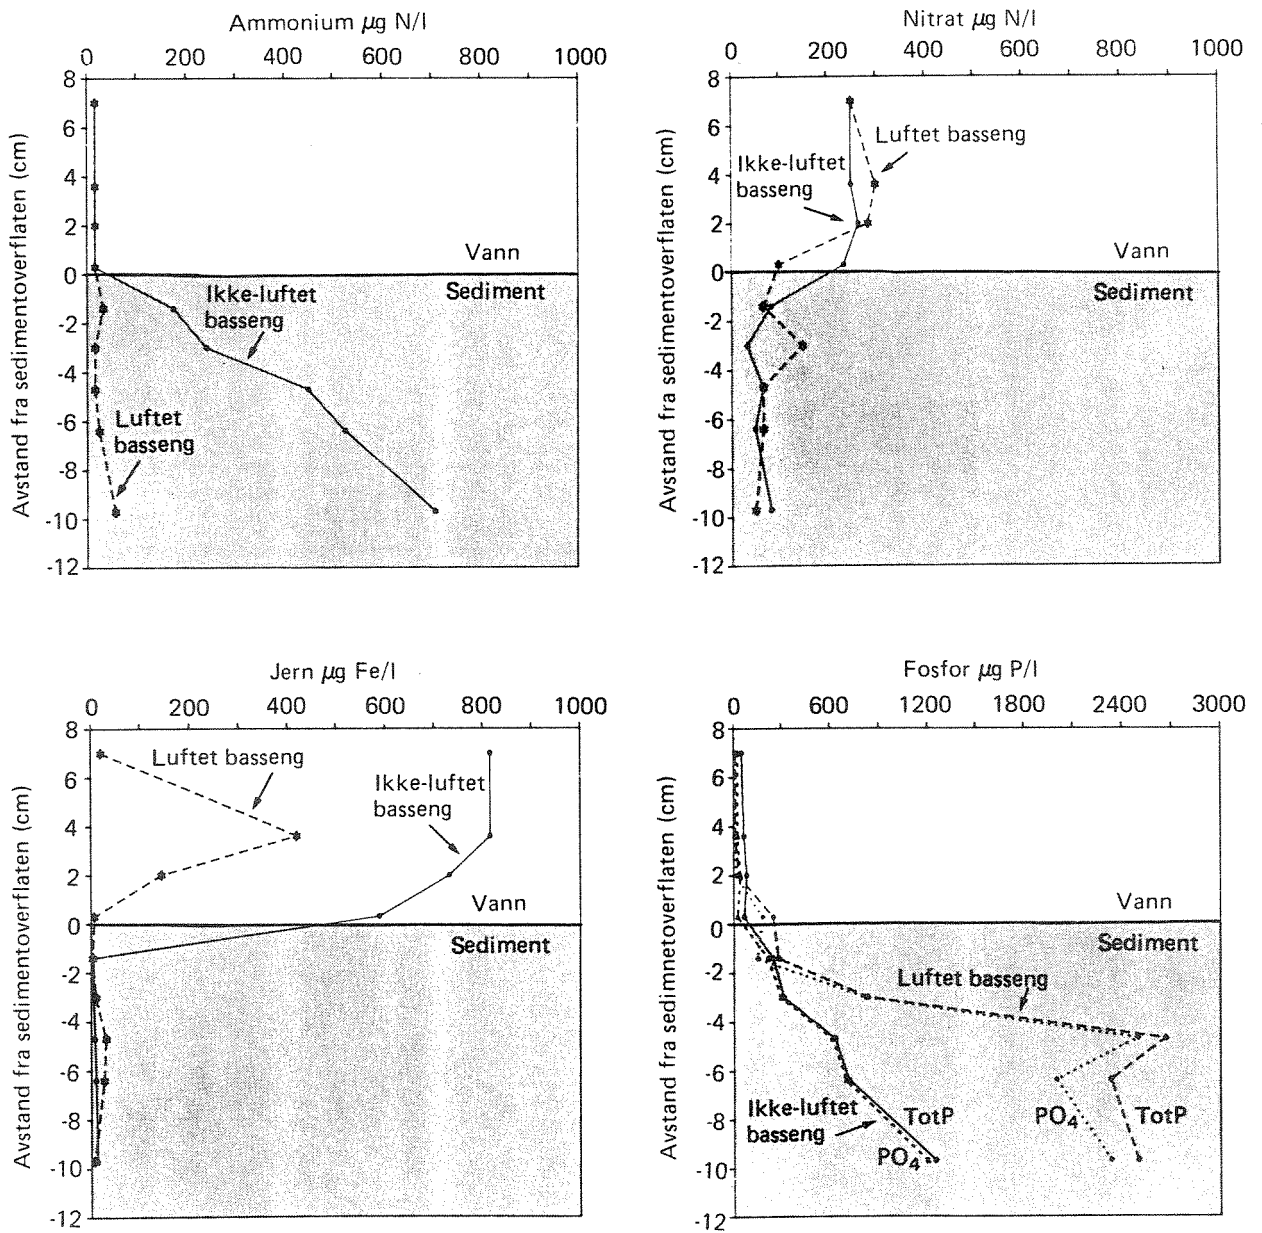 Ammonium µg N/l
0 200 400 600 800 1000
8
6
4
2
0
-2
-4
-6
-8
-10
-12
Avstand fra sedimentoverflaten (cm)
Vann
Sediment
Ikke-luftet
basseng
Luftet
basseng
Nitrat µg N/l
0 200 400 600 800 1000
8
6
4
2
0
-2
-4
-6
-8
-10
-12
Avstand fra sedimentoverflaten (cm)
Luftet basseng
Ikke-luftet
basseng
Vann
Sediment
Jern µg Fe/l
0 200 400 600 800 1000
8
6
4
2
0
-2
-4
-6
-8
-10
-12
Avstand fra sedimentoverflaten (cm)
Luftet basseng
Ikke-luftet
basseng
Vann
Sediment
Fosfor µg P/l
0 600 1200 1800 2400 3000
8
6
4
2
0
-2
-4
-6
-8
-10
-12
Avstand fra sedimnetoverflaten (cm)
Vann
Sediment
Luftet basseng
Ikke-luftet
basseng
TotP
PO₄
PO₄
TotP